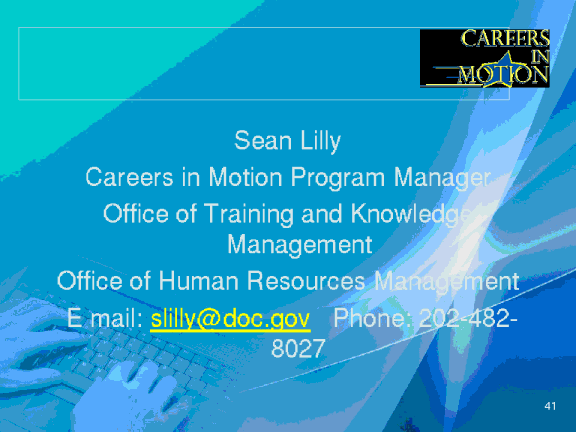 CAREERS
IN
MOTION
Sean Lilly
Careers in Motion Program Manager
Office of Training and Knowledge
Management
Office of Human Resources Management
E mail: slilly@doc.gov Phone: 202-482-
8027
41